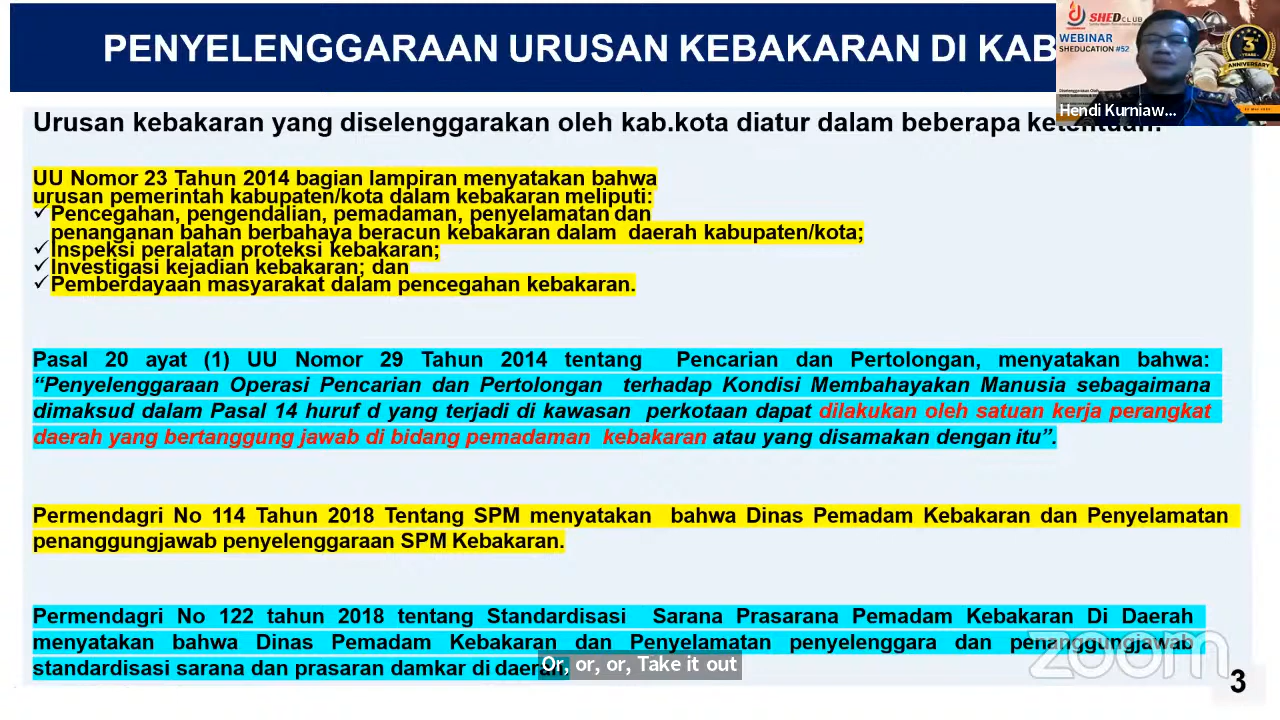 PENYELENGGARAAN URUSAN KEBAKARAN DI KAB
SHEDCLUB
WEBINAR
SHEDUCATION #52
3
ANNIVERSARY
Hendi Kurniaw...
Urusan kebakaran yang diselenggarakan oleh kab.kota diatur dalam beberapa ketentuan:
UU Nomor 23 Tahun 2014 bagian lampiran menyatakan bahwa
urusan pemerintah kabupaten/kota dalam kebakaran meliputi:
✓Pencegahan, pengendalian, pemadaman, penyelamatan dan
penanganan bahan berbahaya beracun kebakaran dalam daerah kabupaten/kota;
✓Inspeksi peralatan proteksi kebakaran;
✓Investigasi kejadian kebakaran; dan
✓Pemberdayaan masyarakat dalam pencegahan kebakaran.
Pasal 20 ayat (1) UU Nomor 29 Tahun 2014 tentang Pencarian dan Pertolongan, menyatakan bahwa:
“Penyelenggaraan Operasi Pencarian dan Pertolongan terhadap Kondisi Membahayakan Manusia sebagaimana
dimaksud dalam Pasal 14 huruf d yang terjadi di kawasan perkotaan dapat dilakukan oleh satuan kerja perangkat
daerah yang bertanggung jawab di bidang pemadaman kebakaran atau yang disamakan dengan itu”.
Permendagri No 114 Tahun 2018 Tentang SPM menyatakan bahwa Dinas Pemadam Kebakaran dan Penyelamatan
penanggungjawab penyelenggaraan SPM Kebakaran.
Permendagri No 122 tahun 2018 tentang Standardisasi Sarana Prasarana Pemadam Kebakaran Di Daerah
menyatakan bahwa Dinas Pemadam Kebakaran dan Penyelamatan penyelenggara dan penanggungjawab
standardisasi sarana dan prasaran damkar di daerah
Or, or, or, Take it out
zoom
3